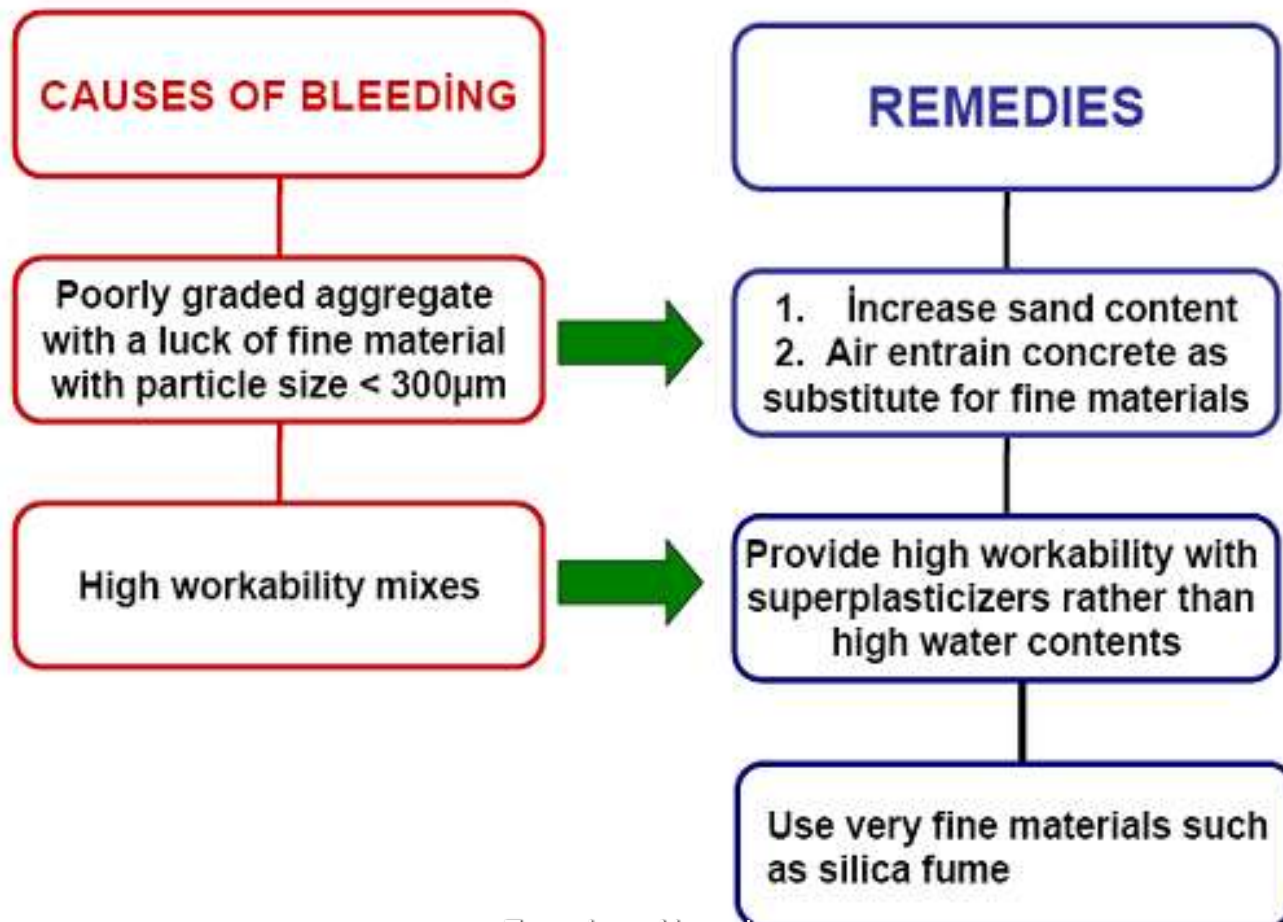 CAUSES OF BLEEDİNG
REMEDIES
Poorly graded aggregate
with a luck of fine material
with particle size < 300µm
1. İncrease sand content
2. Air entrain concrete as
substitute for fine materials
High workability mixes
Provide high workability with
superplasticizers rather than
high water contents
Use very fine materials such
as silica fume